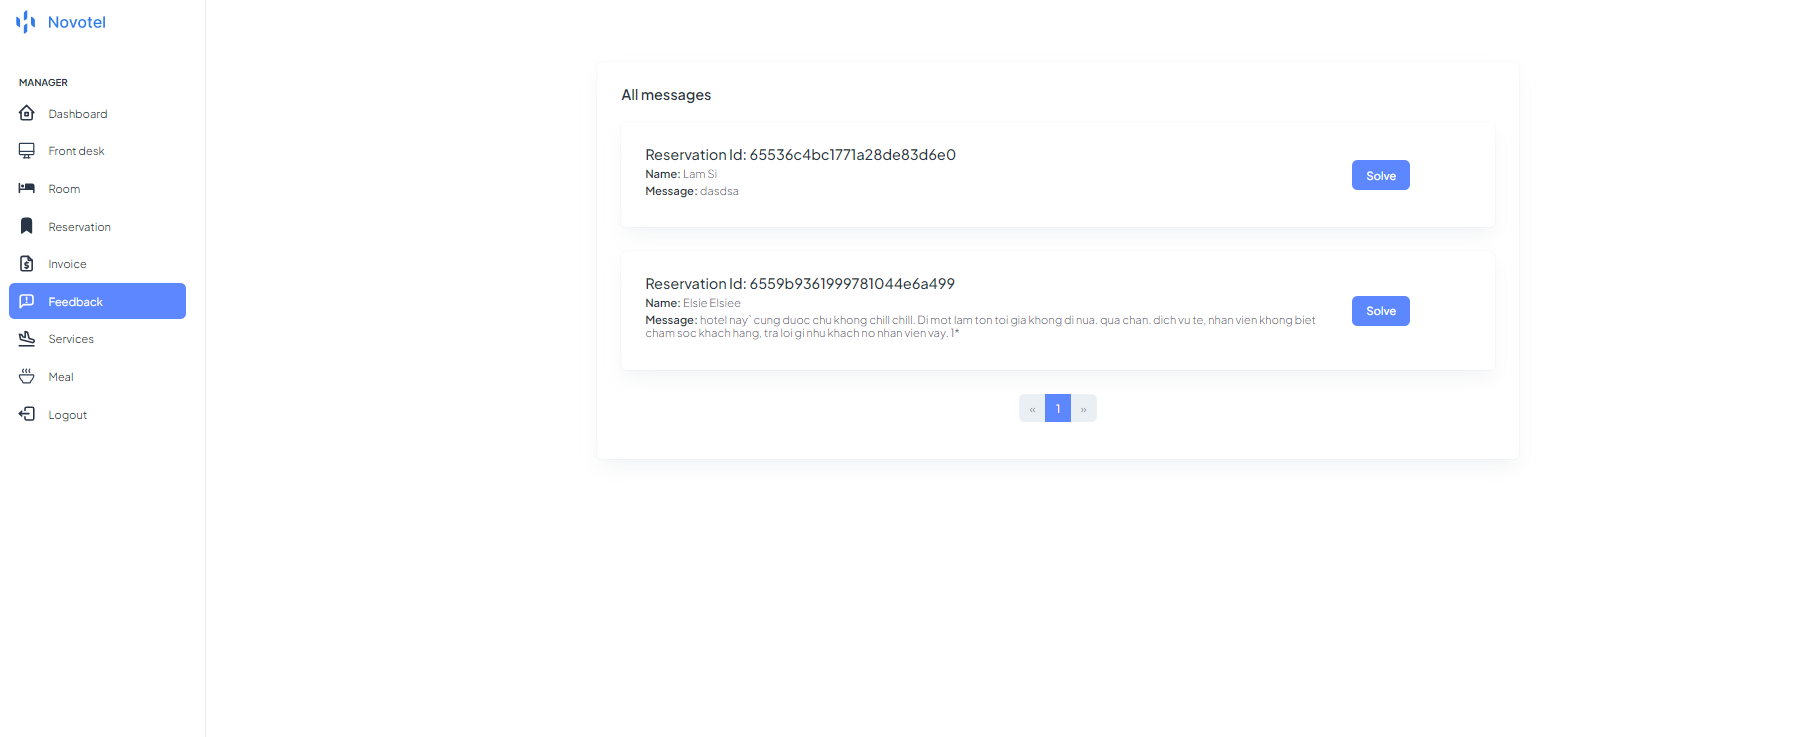 Novotel
MANAGER
Dashboard
Front desk
Room
Reservation
Invoice
Feedback
Services
Meal
Logout
All messages
Reservation Id: 65536c4bc1771a28de83d6e0
Name: Lam Si
Message: dasdsa
Solve
Reservation Id: 6559b9361999781044e6a499
Name: Elsie Elsiee
Message: hotel nay` cung duoc chu khong chill chill. Di mot lam ton toi gia khong di nua. qua chan. dich vu te, nhan vien khong biet
cham soc khach hang, tra loi gi nhu khach no nhan vien vay. 1*
Solve
« 1 »